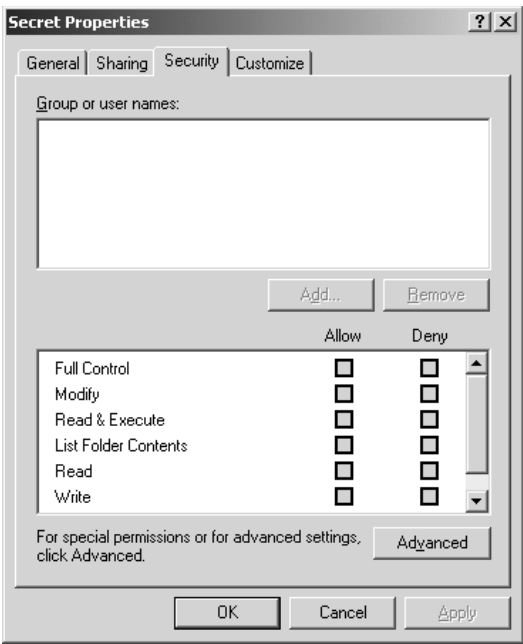 Secret Properties
General Sharing Security Customize
Group or user names:
Add... Remove
Allow Deny
Full Control
Modify
Read & Execute
List Folder Contents
Read
Write
For special permissions or for advanced settings, Advanced
click Advanced.
OK Cancel Apply